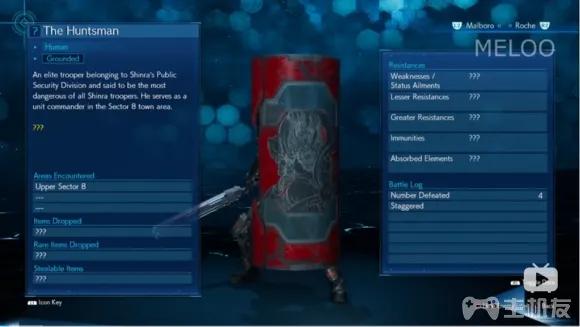 ? The Huntsman
Human
Grounded
An elite trooper belonging to Shinra's Public
Security Division and said to be the most
dangerous of all Shinra troopers. He serves as a
unit commander in the Sector 8 town area.
???
Areas Encountered
Upper Sector 8
---
---
Items Dropped
???
Rare Items Dropped
???
Stealable Items
???
Icon Key
L2 Malboro
Roche R2
MELOO
Resistances
Weaknesses / ???
Status Ailments
Lesser Resistances ???
Greater Resistances ???
Immunities ???
Absorbed Elements ???
Battle Log
Number Defeated 4
Staggered
主机友